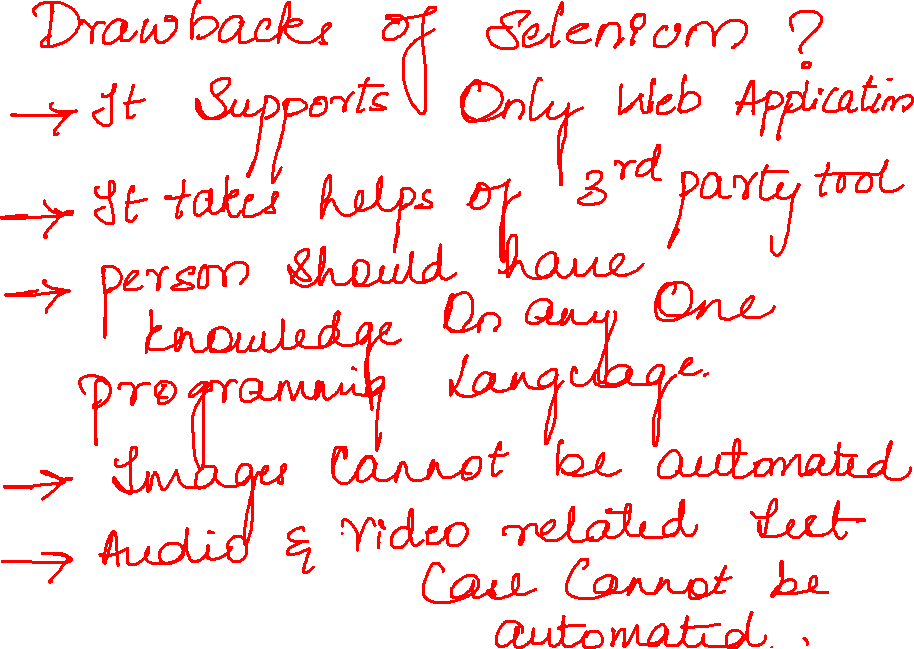 Drawbacks of Selenium ?
→ It Supports Only Web Applications
→ It takes helps of 3rd party tool
→ person should have
knowledge On any One
programming Language.
→ Images Cannot be automated
→ Audio & Video related Test
Case Cannot be
automated..